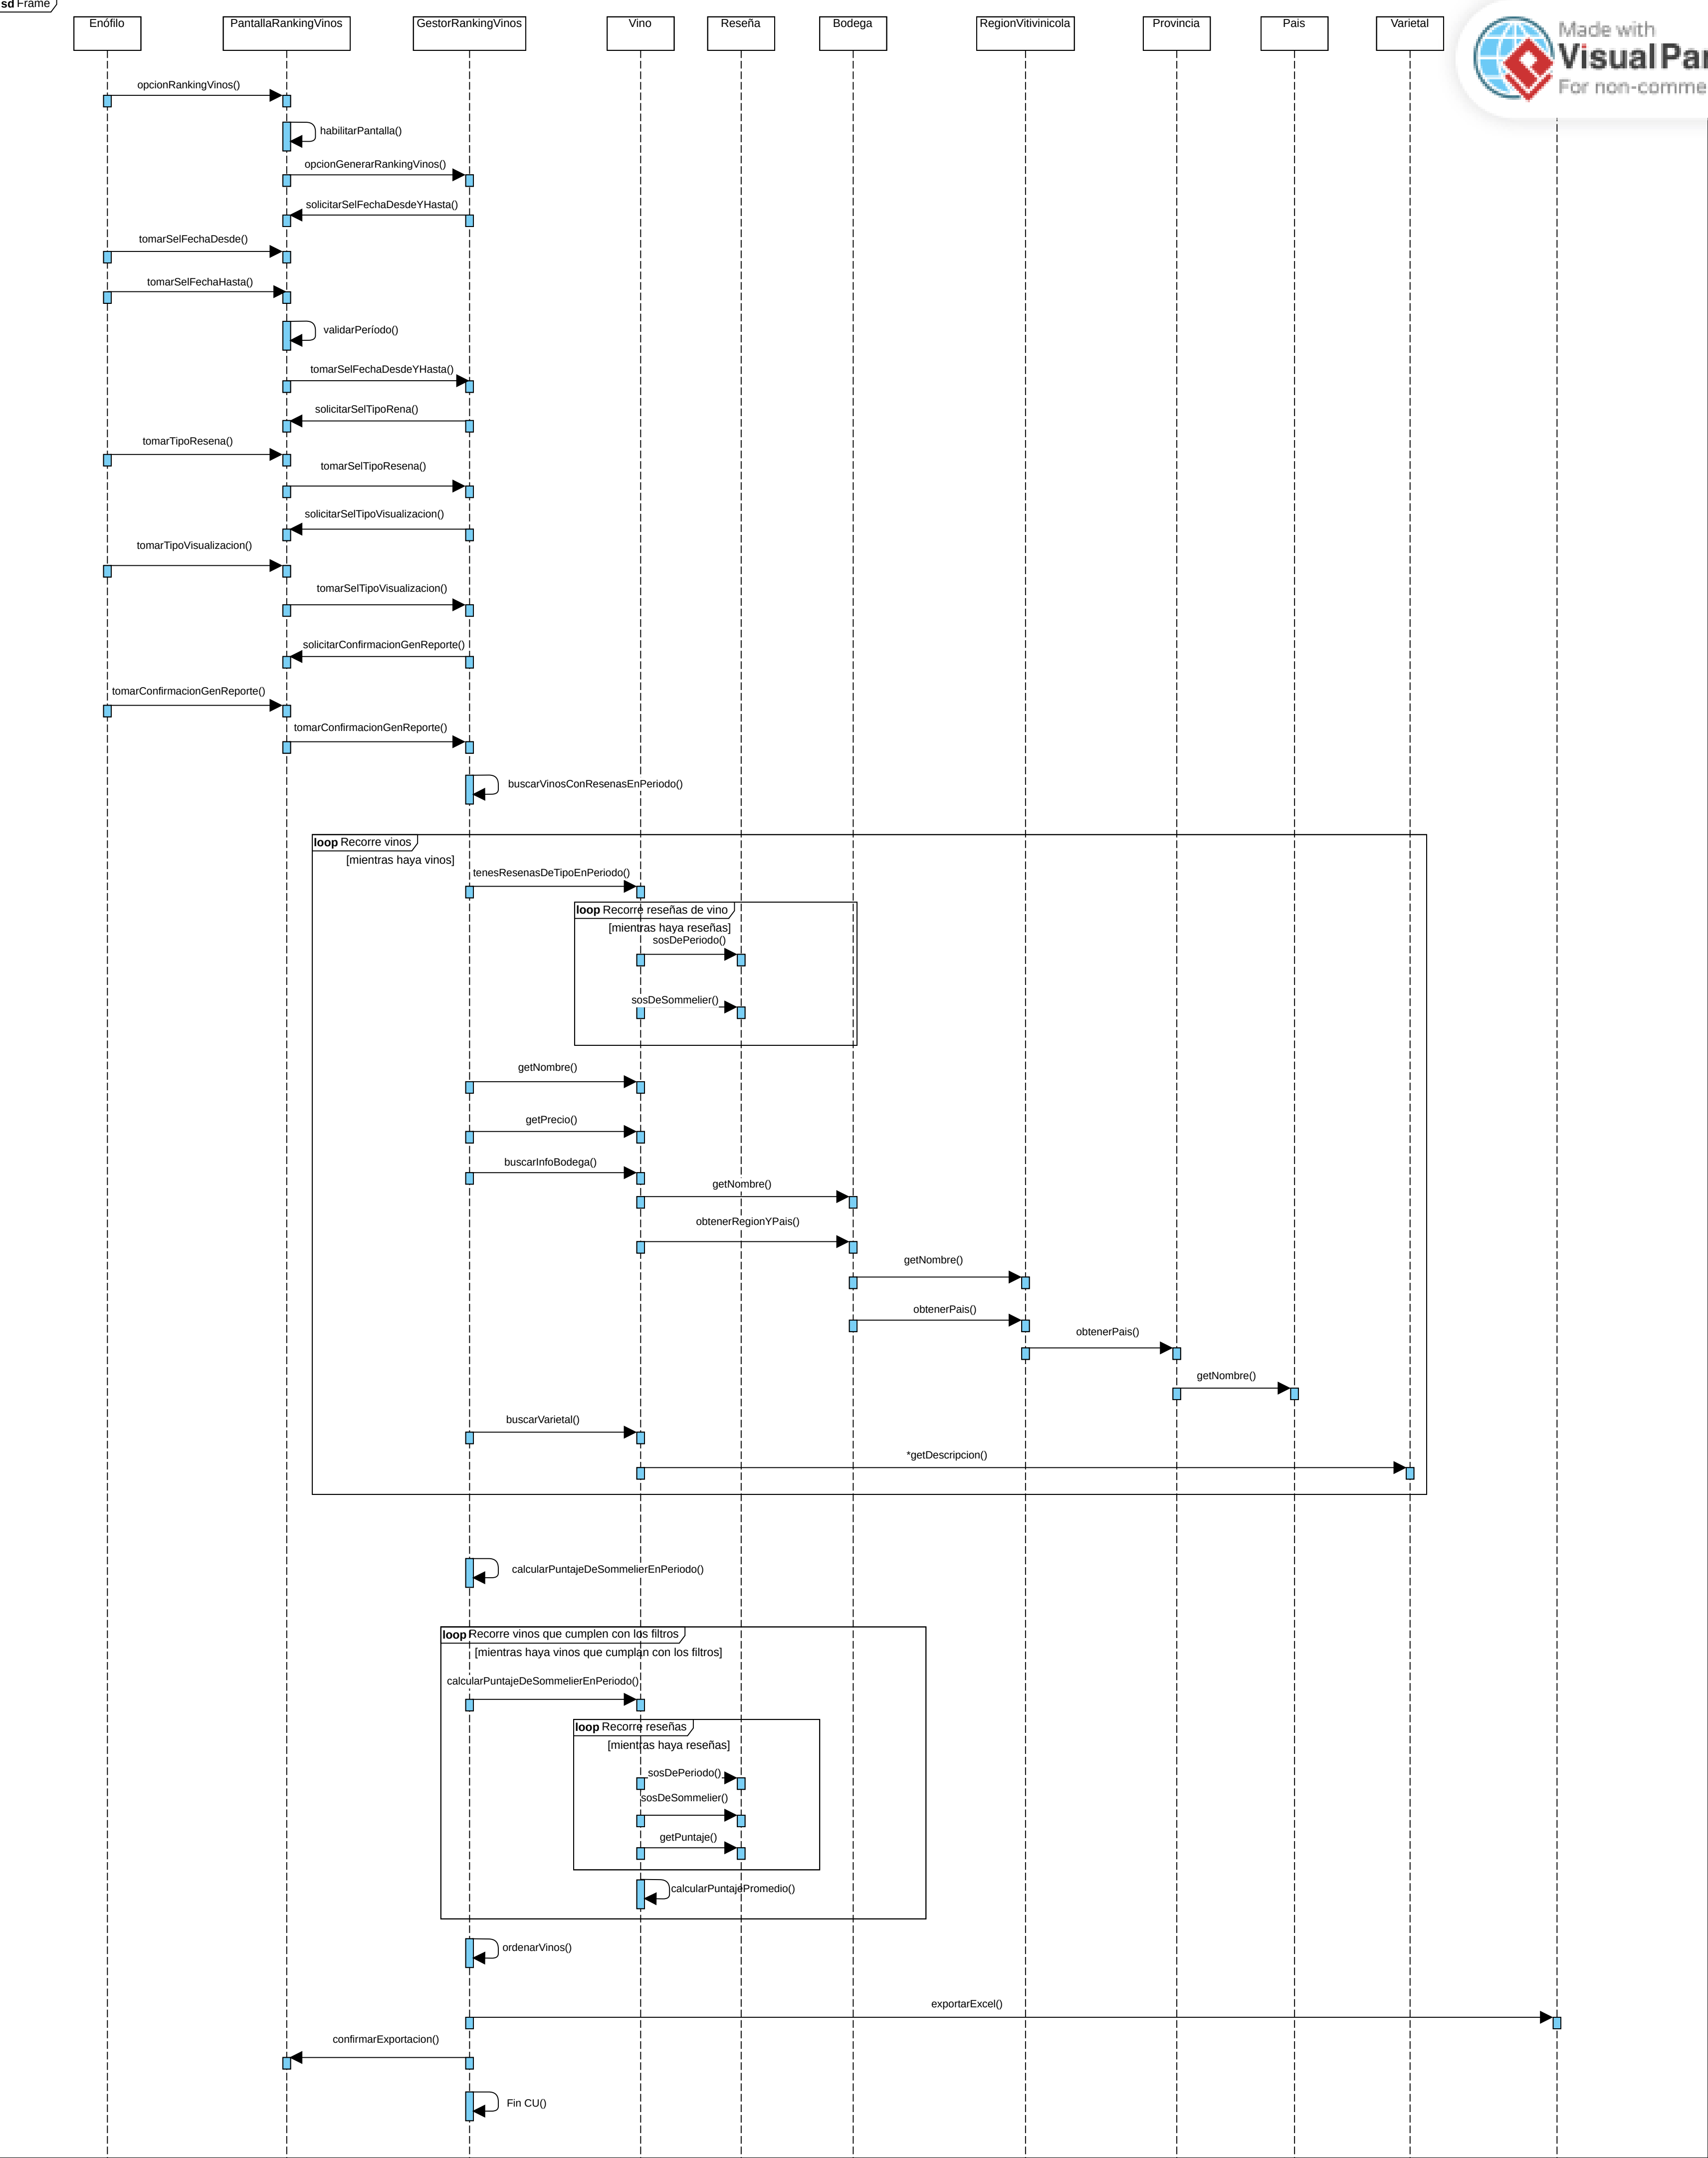 sd Frame
Enófilo
PantallaRankingVinos
GestorRankingVinos
Vino
Reseña
Bodega
RegionVitivinicola
Provincia
Pais
Varietal
Made with
Visual Par
For non-comme
opcionRankingVinos()
habilitarPantalla()
opcionGenerarRankingVinos()
solicitarSelFechaDesdeYHasta()
tomarSelFechaDesde()
tomarSelFechaHasta()
validarPeríodo()
tomarSelFechaDesdeYHasta()
solicitarSelTipoRena()
tomarTipoResena()
tomarSelTipoResena()
solicitarSelTipoVisualizacion()
tomarTipoVisualizacion()
tomarSelTipoVisualizacion()
solicitarConfirmacionGenReporte()
tomarConfirmacionGenReporte()
tomarConfirmacionGenReporte()
buscarVinosConResenasEnPeriodo()
loop Recorre vinos
[mientras haya vinos]
tenesResenasDeTipoEnPeriodo()
loop Recorre reseñas de vino
[mientras haya reseñas]
sosDePeriodo()
sosDeSommelier()
getNombre()
getPrecio()
buscarInfoBodega()
getNombre()
obtenerRegionYPais()
getNombre()
obtenerPais()
obtenerPais()
getNombre()
buscarVarietal()
*getDescripcion()
calcularPuntajeDeSommelierEnPeriodo()
loop Recorre vinos que cumplen con los filtros
[mientras haya vinos que cumplan con los filtros]
calcularPuntajeDeSommelierEnPeriodo()
loop Recorre reseñas
[mientras haya reseñas]
sosDePeriodo()
sosDeSommelier()
getPuntaje()
calcularPuntajePromedio()
ordenarVinos()
exportarExcel()
confirmarExportacion()
Fin CU()